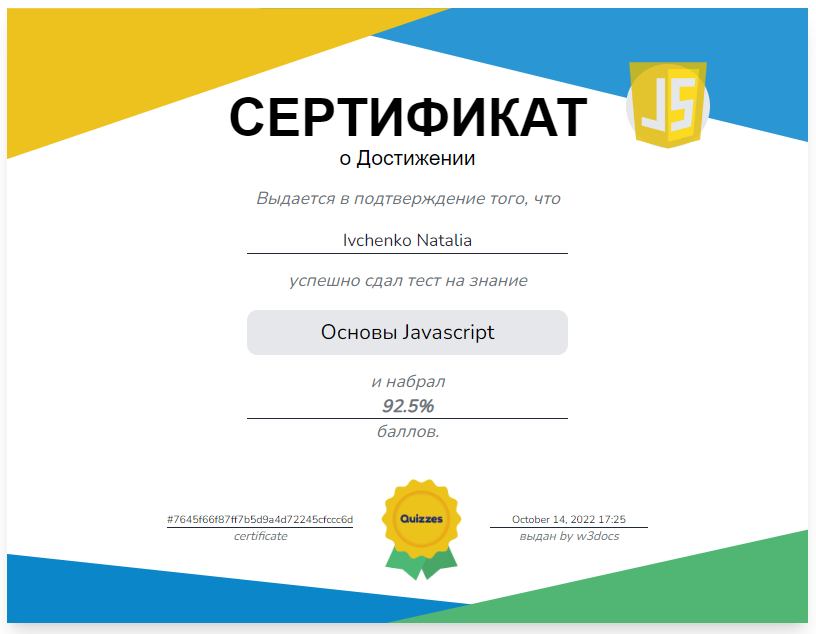 JS
СЕРТИФИКАТ
о Достижении
Выдается в подтверждение того, что
Ivchenko Natalia
успешно сдал тест на знание
Основы Javascript
и набрал
92.5%
баллов.
Quizzes
#7645f66f87ff7b5d9a4d72245cfccc6d
certificate
October 14, 2022 17:25
выдан by w3docs